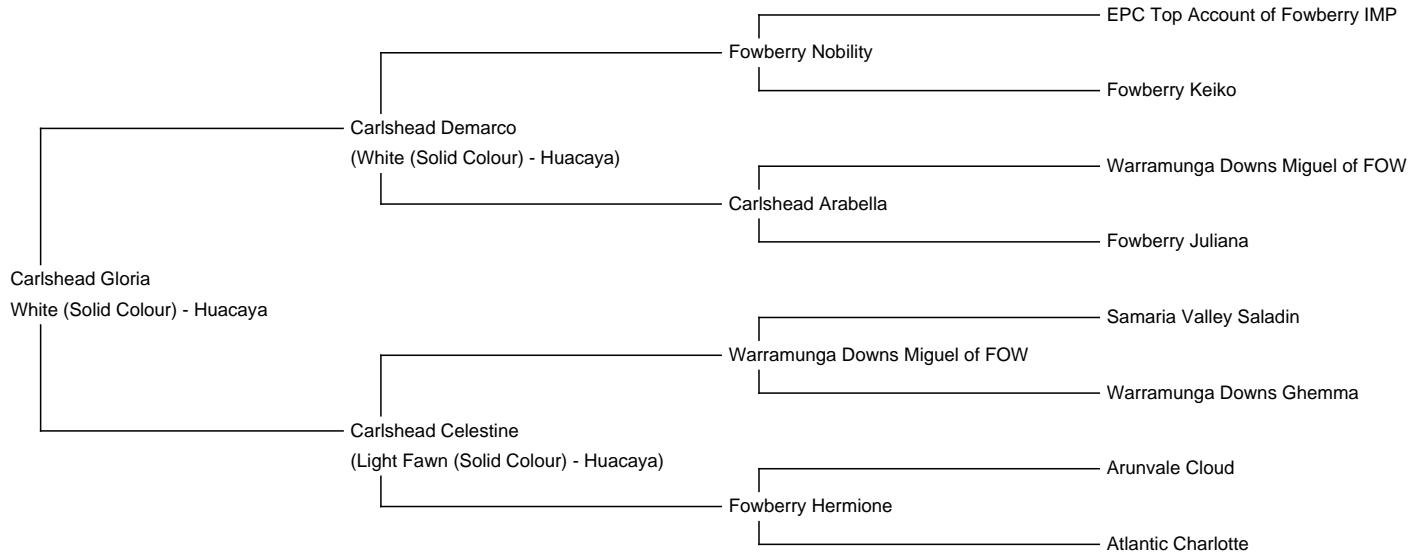 EPC Top Account of Fowberry IMP
Fowberry Nobility
Fowberry Keiko
Carlshead Demarco
(White (Solid Colour) - Huacaya)
Warramunga Downs Miguel of FOW
Carlshead Arabella
Fowberry Juliana
Carlshead Gloria
White (Solid Colour) - Huacaya
Samaria Valley Saladin
Warramunga Downs Miguel of FOW
Warramunga Downs Ghemma
Carlshead Celestine
(Light Fawn (Solid Colour) - Huacaya)
Arunvale Cloud
Fowberry Hermione
Atlantic Charlotte